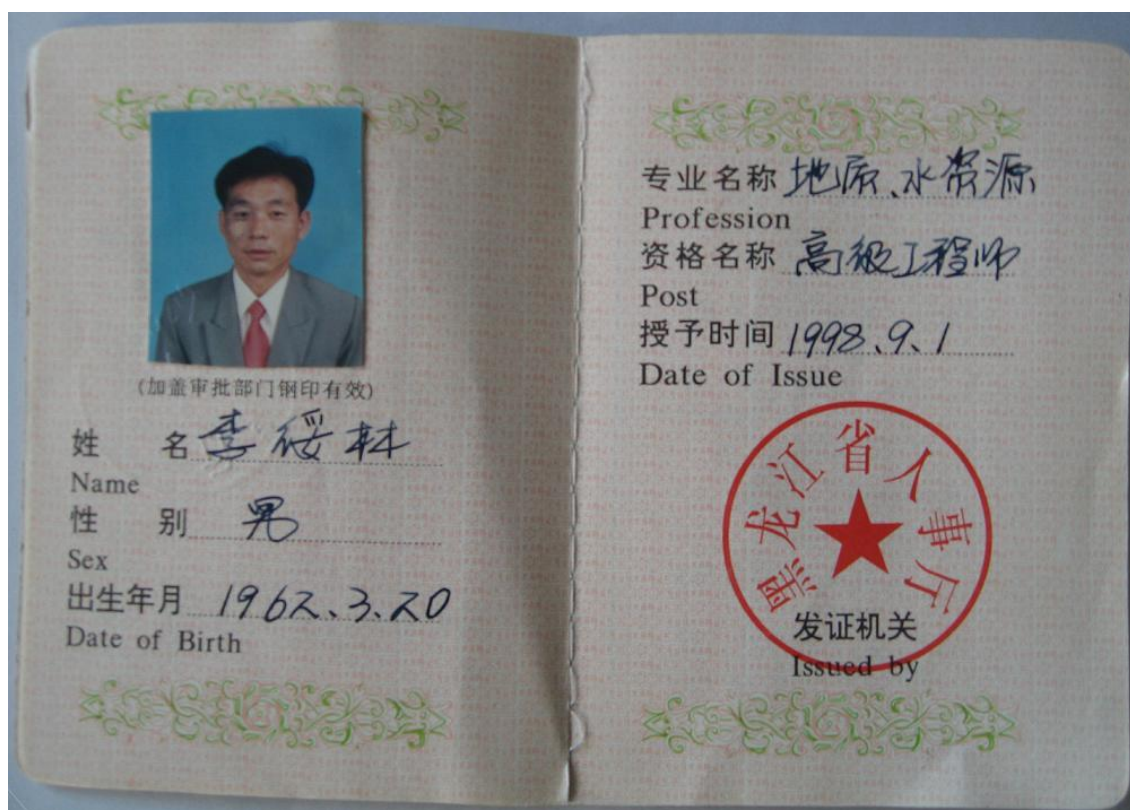 (加盖审批部门钢印有效)
姓 名 李绥林
Name
性 别 男
Sex
出生年月 1962.3.20
Date of Birth
专业名称 地质、水资源
Profession
资格名称 高级工程师
Post
授予时间 1998.9.1
Date of Issue
黑龙江省人事厅
发证机关
Issued by